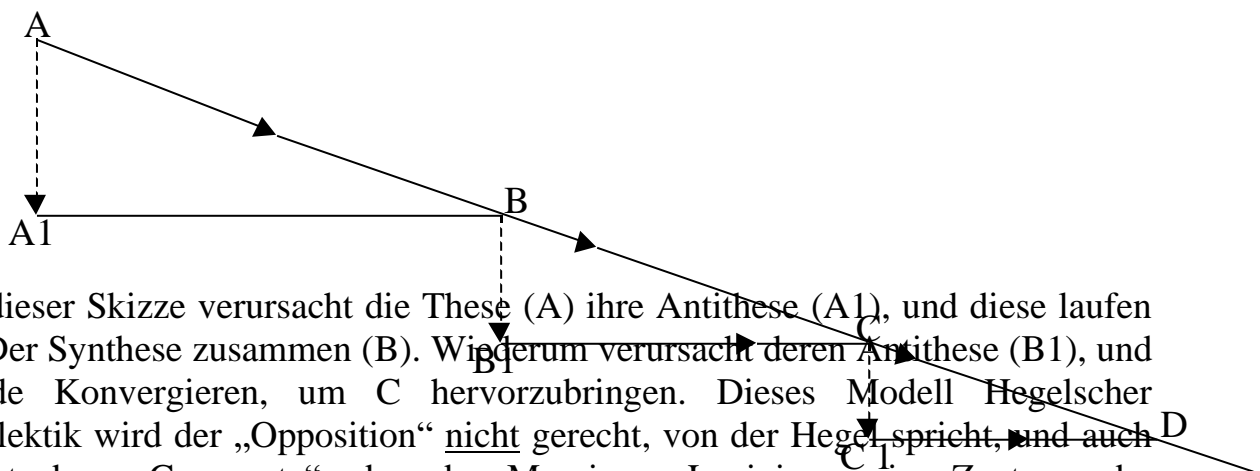 A
B
A1
dieser Skizze verursacht die These (A) ihre Antithese (A1), und diese laufen
C
Der Synthese zusammen (B). Wiederum verursacht deren Antithese (B1), und
B1
de Konvergieren, um C hervorzubringen. Dieses Modell Hegelscher
lektik wird der „Opposition“ nicht gerecht, von der Hegel spricht, und auch
D
C 1